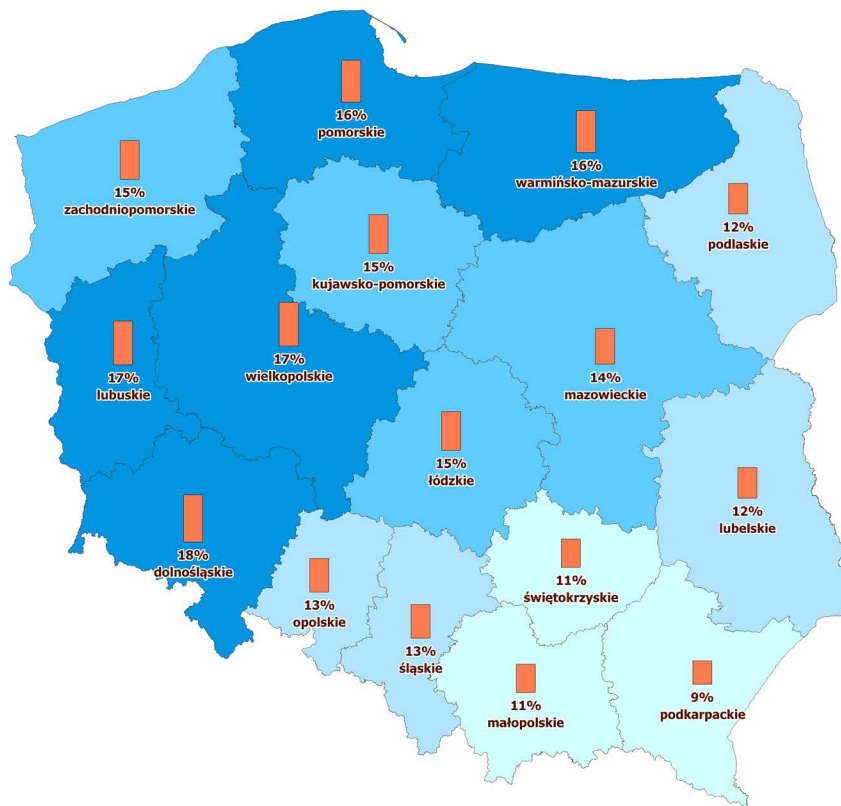 16%
pomorskie
16%
warmińsko-mazurskie
15%
zachodniopomorskie
12%
podlaskie
15%
kujawsko-pomorskie
17%
lubuskie
17%
wielkopolskie
14%
mazowieckie
15%
łódzkie
12%
lubelskie
18%
dolnośląskie
13%
opolskie
11%
świętokrzyskie
13%
śląskie
11%
małopolskie
9%
podkarpackie